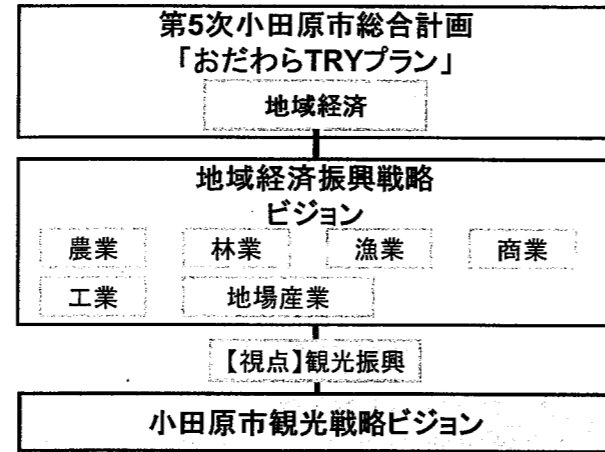 第5次小田原市総合計画
「おだわらTRYプラン」
地域経済
地域経済振興戦略
ビジョン
農業 林業 漁業 商業
工業 地場産業
【視点】観光振興
小田原市観光戦略ビジョン